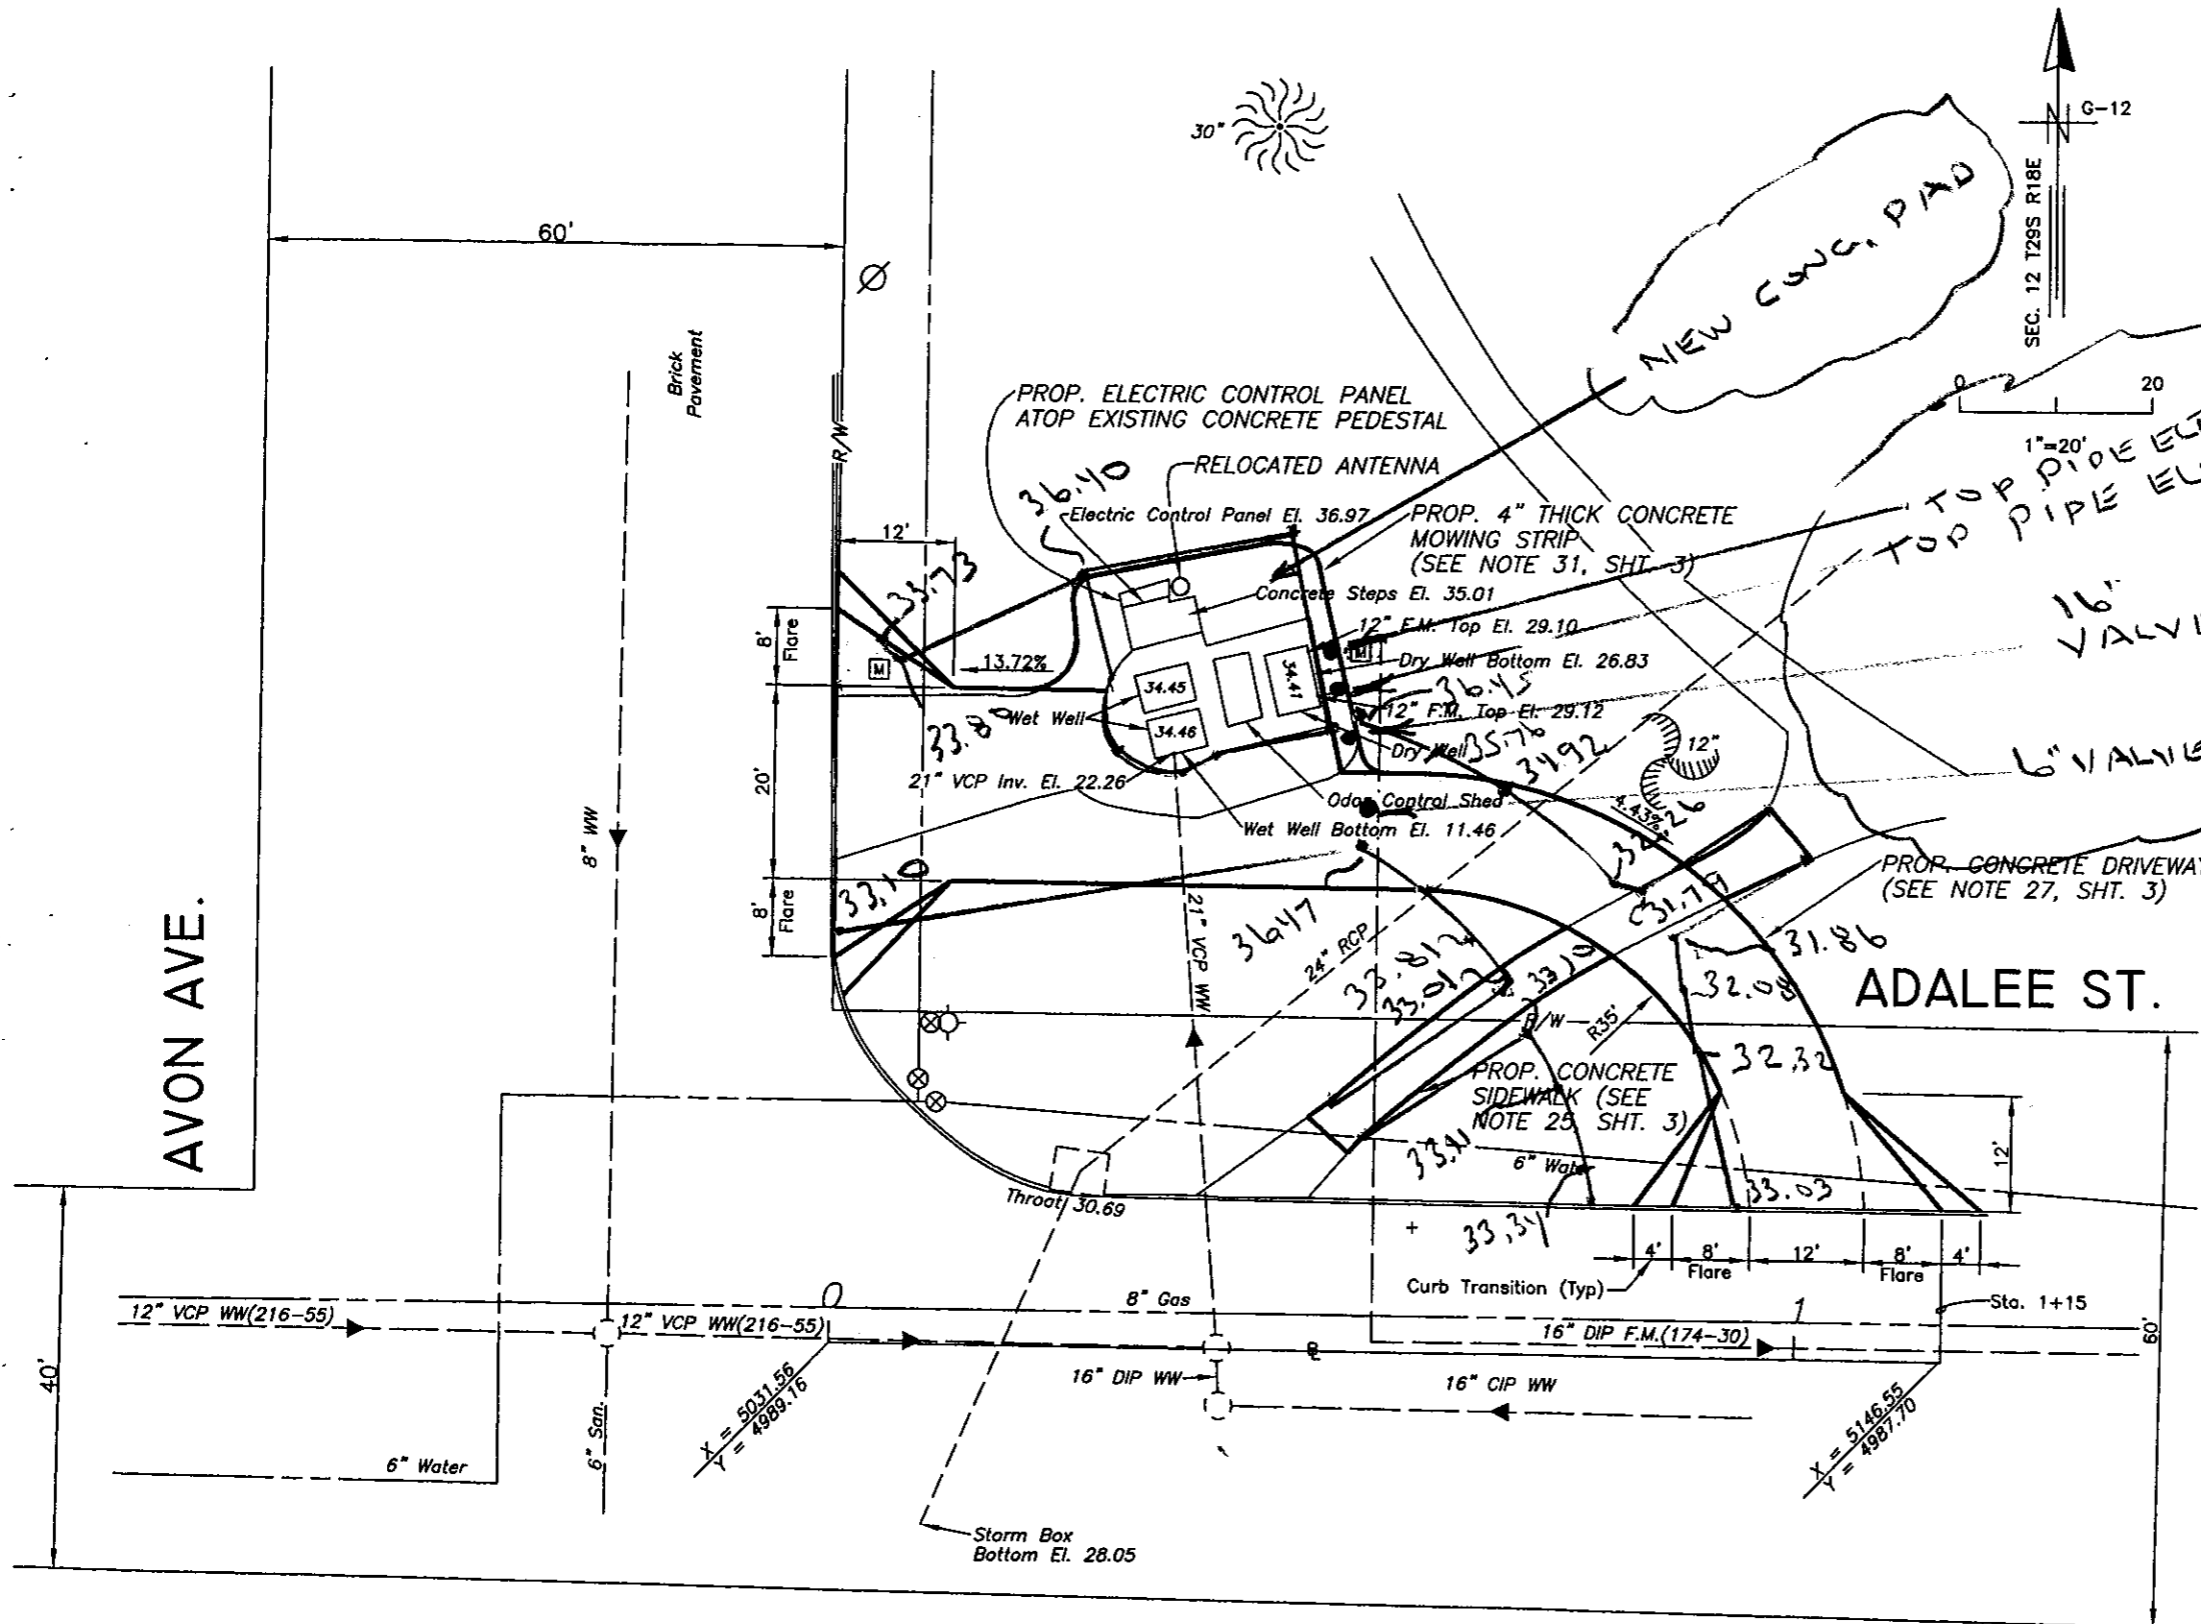 30"
G-12
SEC. 12 T29S R18E
NEW CONC. PAD
60'
Brick
Pavement
0
20
1"=20'
PROP. ELECTRIC CONTROL PANEL
ATOP EXISTING CONCRETE PEDESTAL
R/W
RELOCATED ANTENNA
36.40
Electric Control Panel El. 36.97
PROP. 4" THICK CONCRETE
MOWING STRIP
(SEE NOTE 31, SHT. 3)
TOP PIPE
TOP PIPE
12'
33.73
Concrete Steps El. 35.01
12" F.M. Top El. 29.10
16"
8'
Flare
M
13.72%
34.41
M
Dry Well Bottom El. 26.83
34.45
36.45
Wet Well
12" F.M. Top El. 29.12
34.46
Dry Well
35.76
34.92
12"
6" VALVE
20'
21" VCP Inv. El. 22.26
Odor Control Shed
Wet Well Bottom El. 11.46
4.43%
32.26
8" WW
PROP. CONCRETE DRIVEWAY
(SEE NOTE 27, SHT. 3)
8'
Flare
33.10
31.79
21" VCP WW
24" RCP
31.86
AVON AVE.
ADALEE ST.
32.08
R/W
R35'
32.32
PROP. CONCRETE
SIDEWALK (SEE
NOTE 25, SHT. 3)
12'
6" Water
33.03
Throat 30.69
33.34
4'
8'
Flare
12'
8'
Flare
4'
Curb Transition (Typ)
Sta. 1+15
8" Gas
12" VCP WW(216-55)
12" VCP WW(216-55)
0
1
16" DIP F.M.(174-30)
60'
40'
16" DIP WW
16" CIP WW
X = 5031.56
Y = 4989.16
X = 5146.55
Y = 4987.70
6" San.
6" Water
Storm Box
Bottom El. 28.05